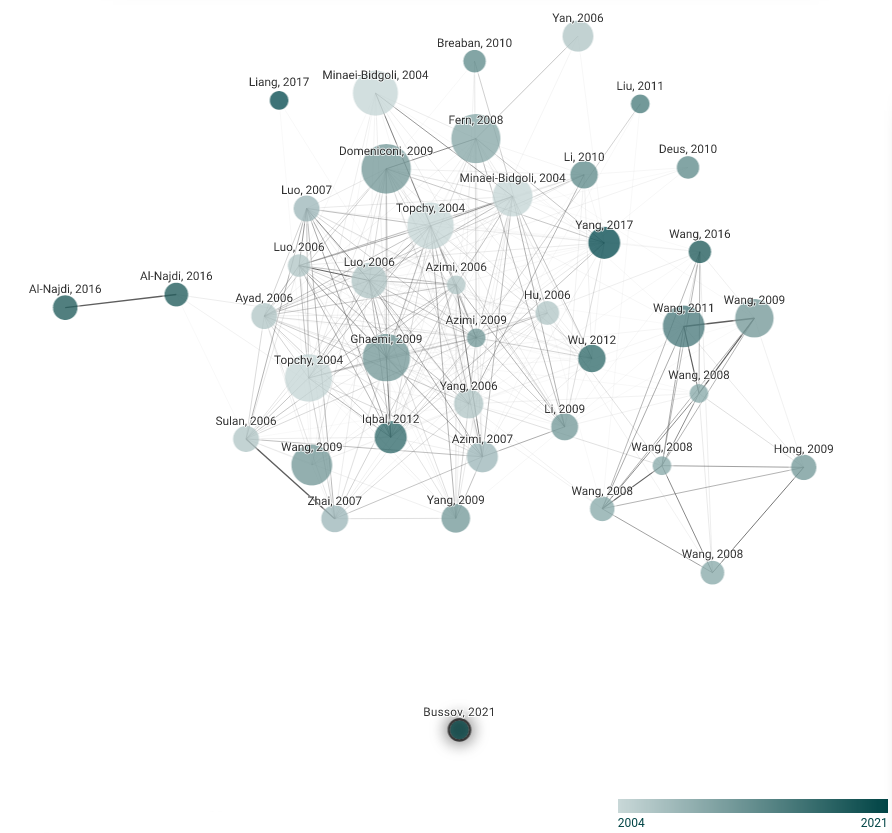 Yan, 2006
Breaban, 2010
Minaei-Bidgoli, 2004
Liang, 2017
Liu, 2011
Fern, 2008
Domeniconi, 2009
Deus, 2010
Li, 2010
Minaei-Bidgoli, 2004
Luo, 2007
Topchy, 2004
Yang, 2017
Wang, 2016
Luo, 2006
Luo, 2006
Azimi, 2006
Al-Najdi, 2016
Al-Najdi, 2016
Ayad, 2006
Hu, 2006
Wang, 2011
Wang, 2009
Azimi, 2009
Ghaemi, 2009
Wu, 2012
Topchy, 2004
Wang, 2008
Yang, 2006
Li, 2009
Sulan, 2006
Iqbal, 2012
Azimi, 2007
Wang, 2009
Wang, 2008
Hong, 2009
Wang, 2008
Zhai, 2007
Yang, 2009
Wang, 2008
Bussov, 2021
2004
2021